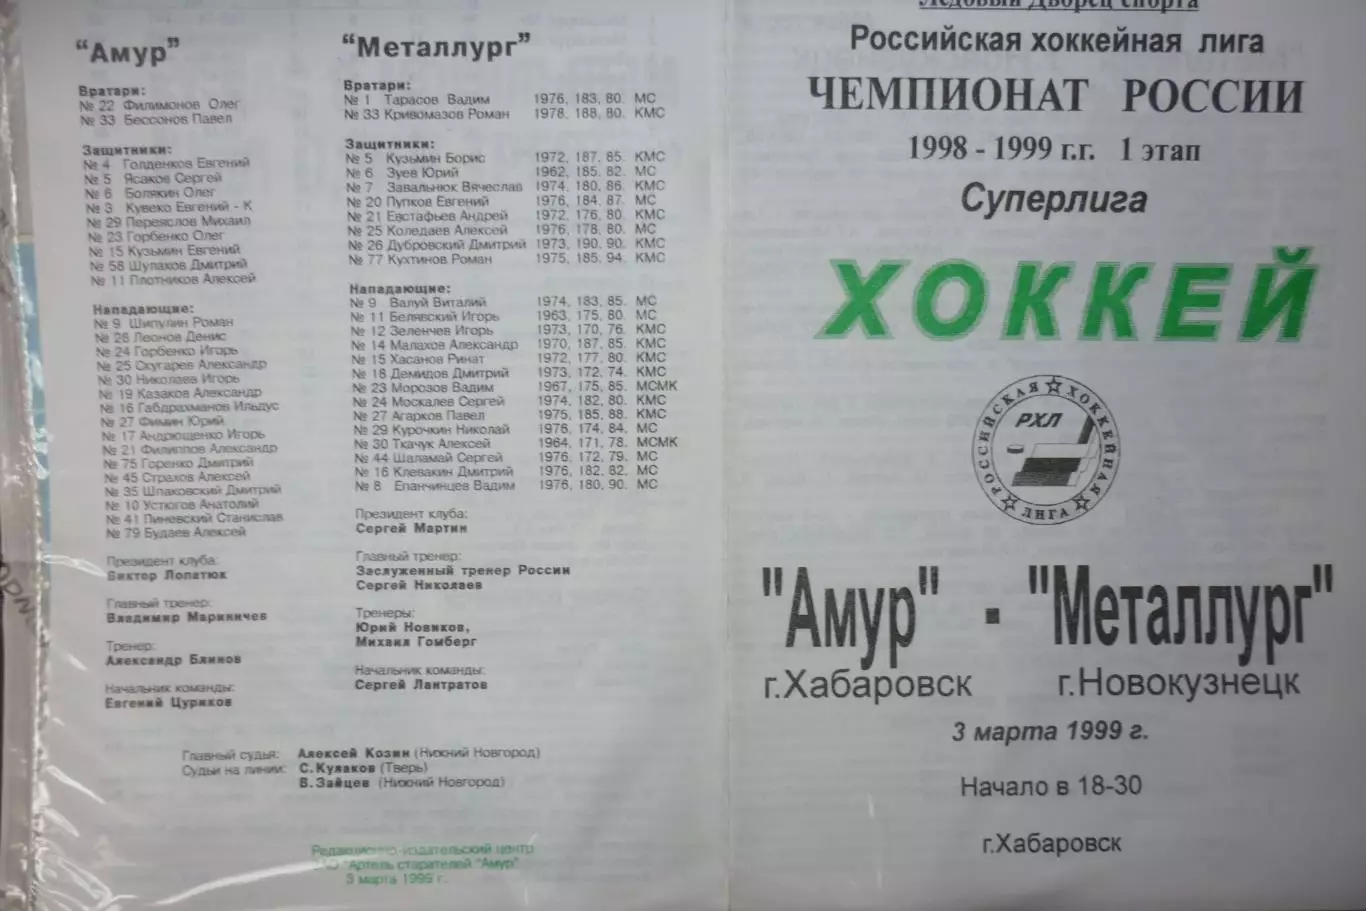 "Амур"
Вратари:
№ 22 Филимонов Олег
№ 33 Бессонов Павел
Защитники:
№ 4 Голденков Евгений
№ 5 Ясаков Сергей
№ 6 Болякин Олег
№ 3 Кувеко Евгений - К
№ 29 Переяслов Михаил
№ 23 Горбенко Олег
№ 15 Кузьмин Евгений
№ 58 Шулаков Дмитрий
№ 11 Плотников Алексей
Нападающие:
№ 9 Шипулин Роман
№ 26 Леонов Денис
№ 24 Горбенко Игорь
№ 25 Скугарев Александр
№ 30 Николаев Игорь
№ 19 Казаков Александр
№ 16 Габдрахманов Ильдус
№ 27 Фимин Юрий
№ 17 Андрющенко Игорь
№ 21 Филиппов Александр
№ 75 Горенко Дмитрий
№ 45 Страхов Алексей
№ 35 Шпаковский Дмитрий
№ 10 Устюгов Анатолий
№ 41 Пиневский Станислав
№ 79 Будаев Алексей
Президент клуба:
Виктор Лопатюк
Главный тренер:
Владимир Мариничев
Тренер:
Александр Блинов
Начальник команды:
Евгений Цуриков
"Металлург"
Вратари:
№ 1 Тарасов Вадим 1976, 183, 80. МС
№ 33 Кривомазов Роман 1978, 188, 80. КМС
Защитники:
№ 5 Кузьмин Борис 1972, 187, 85. КМС
№ 6 Зуев Юрий 1962, 185, 82. МС
№ 7 Завальнюк Вячеслав 1974, 180, 86. КМС
№ 20 Пупков Евгений 1976, 184, 87. МС
№ 21 Евстафьев Андрей 1972, 176, 80. КМС
№ 25 Коледаев Алексей 1976, 178, 80. МС
№ 26 Дубровский Дмитрий 1973, 190, 90. КМС
№ 77 Кухтинов Роман 1975, 185, 94. КМС
Нападающие:
№ 9 Валуй Виталий 1974, 183, 85. МС
№ 11 Белявский Игорь 1963, 175, 80. МС
№ 12 Зеленчев Игорь 1973, 170, 76. КМС
№ 14 Малахов Александр 1970, 187, 85. КМС
№ 15 Хасанов Ринат 1972, 177, 80. КМС
№ 18 Демидов Дмитрий 1973, 172, 74. КМС
№ 23 Морозов Вадим 1967, 175, 85. МСМК
№ 24 Москалев Сергей 1974, 182, 80. КМС
№ 27 Агарков Павел 1975, 185, 88. КМС
№ 29 Курочкин Николай 1976, 174, 84. МС
№ 30 Ткачук Алексей 1964, 171, 78. МСМК
№ 44 Шаламай Сергей 1976, 172, 79. МС
№ 16 Клевакин Дмитрий 1976, 182, 82. МС
№ 8 Епанчинцев Вадим 1976, 180, 90. МС
Президент клуба:
Сергей Мартин
Главный тренер:
Заслуженный тренер России
Сергей Николаев
Тренеры:
Юрий Новиков,
Михаил Гомберг
Начальник команды:
Сергей Лантратов
Главный судья: Алексей Козин (Нижний Новгород)
Судьи на линии: С.Кулаков (Тверь)
В.Зайцев (Нижний Новгород)
Редакционно-издательский центр
"Артель старателей "Амур"
3 марта 1999 г.
Ледовый Дворец спорта
Российская хоккейная лига
ЧЕМПИОНАТ РОССИИ
1998 - 1999 г.г. 1 этап
Суперлига
ХОККЕЙ
РОССИЙСКАЯ ХОККЕЙНАЯ ЛИГА
РХЛ
"Амур" - "Металлург"
г.Хабаровск г.Новокузнецк
3 марта 1999 г.
Начало в 18-30
г.Хабаровск